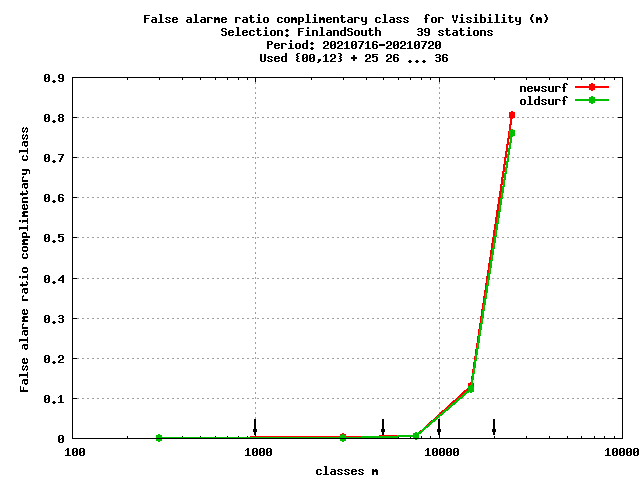 False alarme ratio complimentary class  for Visibility (m)
Selection: FinlandSouth     39 stations
Period: 20210716-20210720
Used {00,12} + 25 26 ... 36
newsurf
oldsurf
0.9
0.8
0.7
0.6
0.5
0.4
0.3
0.2
0.1
0
False alarme ratio complimentary class
100
1000
10000
10000
classes m